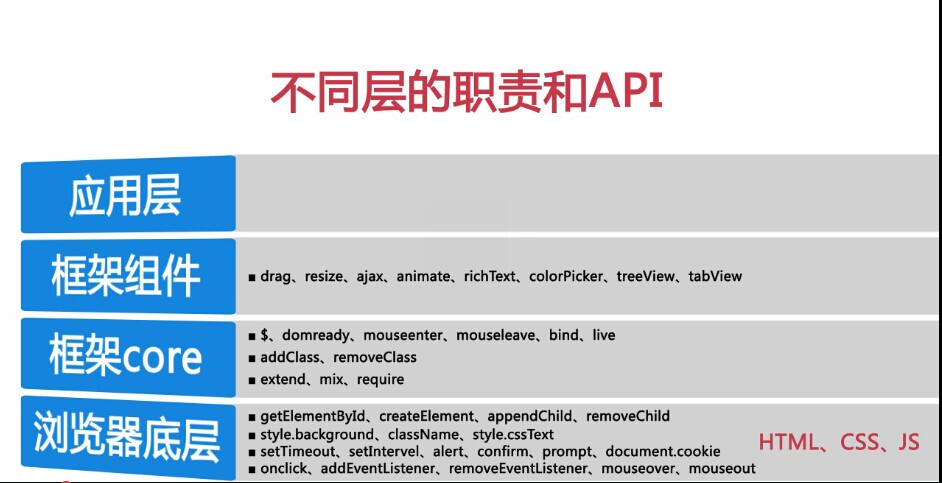 不同层的职责和API
应用层
框架组件
■ drag、resize、ajax、animate、richText、colorPicker、treeView、tabView
框架core
■ $、domready、mouseenter、mouseleave、bind、live
■ addClass、removeClass
■ extend、mix、require
浏览器底层
■ getElementById、createElement、appendChild、removeChild
■ style.background、className、style.cssText
■ setTimeout、setIntervel、alert、confirm、prompt、document.cookie
■ onclick、addEventListener、removeEventListener、mouseover、mouseout
HTML、CSS、JS